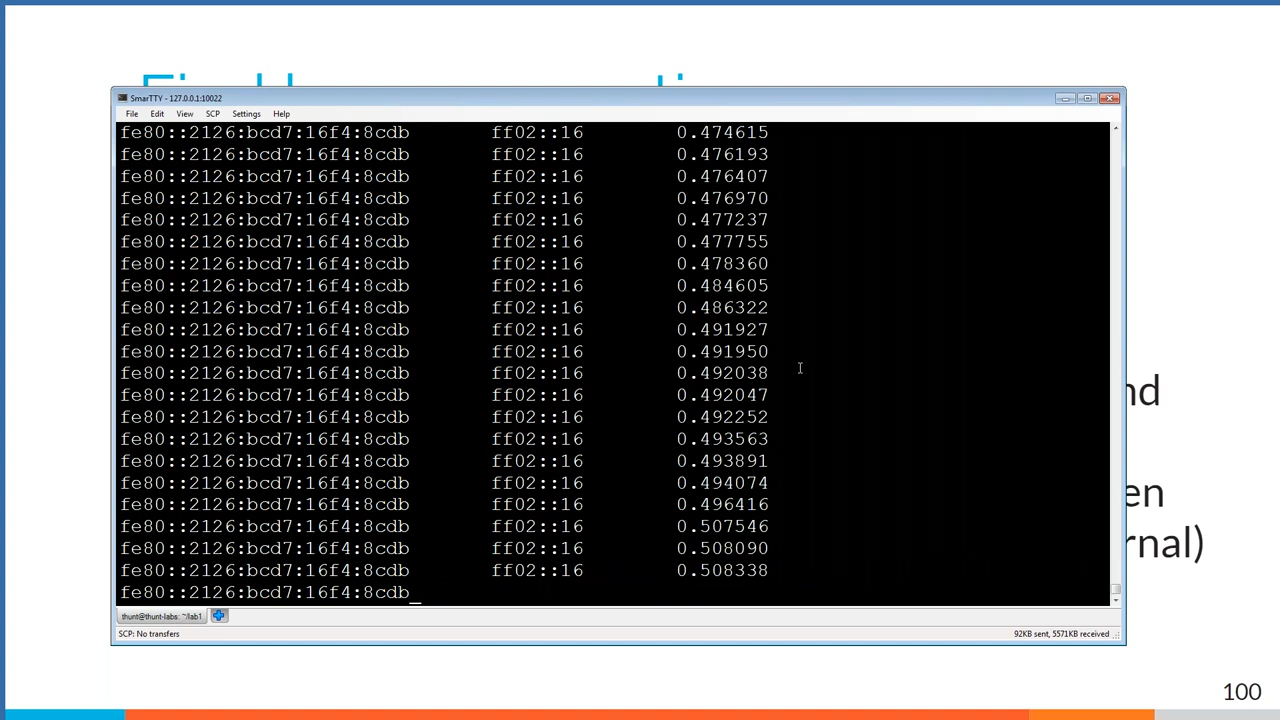 SmarTTY - 127.0.0.1:10022
File Edit View SCP Settings Help
fe80::2126:bcd7:16f4:8cdb ff02::16 0.474615
fe80::2126:bcd7:16f4:8cdb ff02::16 0.476193
fe80::2126:bcd7:16f4:8cdb ff02::16 0.476407
fe80::2126:bcd7:16f4:8cdb ff02::16 0.476970
fe80::2126:bcd7:16f4:8cdb ff02::16 0.477237
fe80::2126:bcd7:16f4:8cdb ff02::16 0.477755
fe80::2126:bcd7:16f4:8cdb ff02::16 0.478360
fe80::2126:bcd7:16f4:8cdb ff02::16 0.484605
fe80::2126:bcd7:16f4:8cdb ff02::16 0.486322
fe80::2126:bcd7:16f4:8cdb ff02::16 0.491927
fe80::2126:bcd7:16f4:8cdb ff02::16 0.491950
fe80::2126:bcd7:16f4:8cdb ff02::16 0.492038
fe80::2126:bcd7:16f4:8cdb ff02::16 0.492047
fe80::2126:bcd7:16f4:8cdb ff02::16 0.492252
fe80::2126:bcd7:16f4:8cdb ff02::16 0.493563
fe80::2126:bcd7:16f4:8cdb ff02::16 0.493891
fe80::2126:bcd7:16f4:8cdb ff02::16 0.494074
fe80::2126:bcd7:16f4:8cdb ff02::16 0.496416
fe80::2126:bcd7:16f4:8cdb ff02::16 0.507546
fe80::2126:bcd7:16f4:8cdb ff02::16 0.508090
fe80::2126:bcd7:16f4:8cdb ff02::16 0.508338
fe80::2126:bcd7:16f4:8cdb_
thunt@thunt-labs: ~/lab1
SCP: No transfers 92KB sent, 5571KB received
100